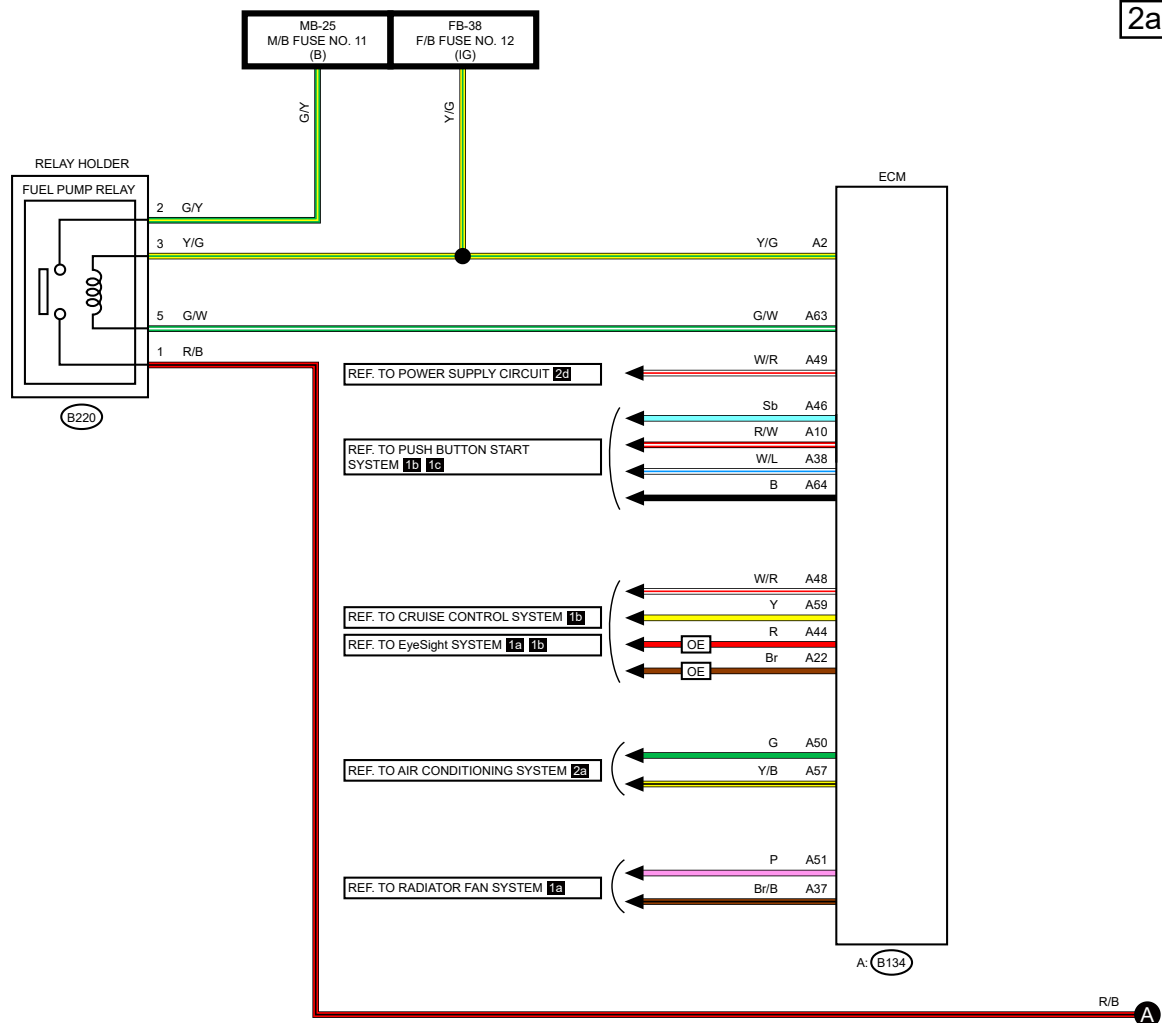 2a
MB-25
M/B FUSE NO. 11
(B)
FB-38
F/B FUSE NO. 12
(IG)
G/Y
Y/G
RELAY HOLDER
FUEL PUMP RELAY
ECM
2 G/Y
3 Y/G
Y/G A2
5 G/W
G/W A63
1 R/B
B220
REF. TO POWER SUPPLY CIRCUIT 2d
W/R A49
REF. TO PUSH BUTTON START
SYSTEM 1b 1c
Sb A46
R/W A10
W/L A38
B A64
REF. TO CRUISE CONTROL SYSTEM 1b
REF. TO EyeSight SYSTEM 1a 1b
W/R A48
Y A59
R A44
OE
Br A22
OE
REF. TO AIR CONDITIONING SYSTEM 2a
G A50
Y/B A57
REF. TO RADIATOR FAN SYSTEM 1a
P A51
Br/B A37
A: B134
R/B
A